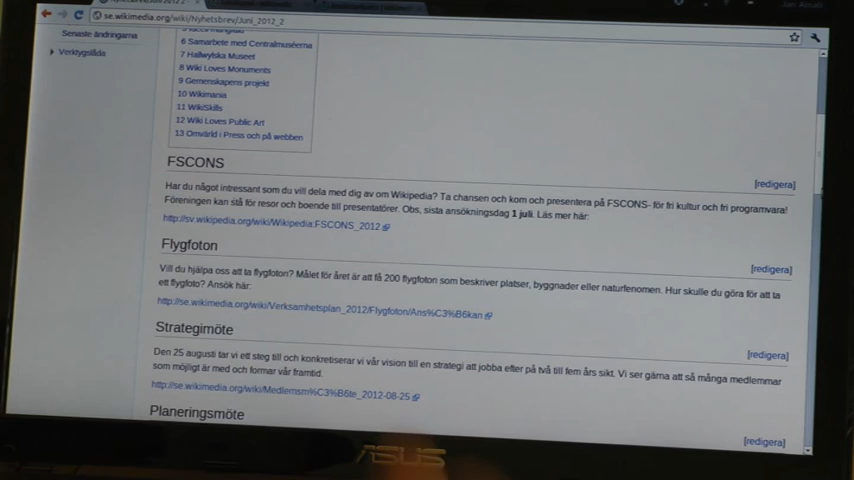 se.wikimedia.org/wiki/Nyhetsbrev/Juni_2012_2
Senaste ändringarna
Verktygslåda
6 Samarbete med Centralmuséerna
7 Hallwylska Museet
8 Wiki Loves Monuments
9 Gemenskapens projekt
10 Wikimania
11 WikiSkills
12 Wiki Loves Public Art
13 Omvärld i Press och på webben
FSCONS
[redigera]
Har du något intressant som du vill dela med dig av om Wikipedia? Ta chansen och kom och presentera på FSCONS- för fri kultur och fri programvara!
Föreningen kan stå för resor och boende till presentatörer. Obs, sista ansökningsdag 1 juli. Läs mer här:
http://sv.wikipedia.org/wiki/Wikipedia:FSCONS_2012
Flygfoton
[redigera]
Vill du hjälpa oss att ta flygfoton? Målet för året är att få 200 flygfoton som beskriver platser, byggnader eller naturfenomen. Hur skulle du göra för att ta
ett flygfoto? Ansök här:
http://se.wikimedia.org/wiki/Verksamhetsplan_2012/Flygfoton/Ans%C3%B6kan
Strategimöte
[redigera]
Den 25 augusti tar vi ett steg till och konkretiserar vi vår vision till en strategi att jobba efter på två till fem års sikt. Vi ser gärna att så många medlemmar
som möjligt är med och formar vår framtid.
http://se.wikimedia.org/wiki/Medlemsm%C3%B6te_2012-08-25
Planeringsmöte
[redigera]
ASUS